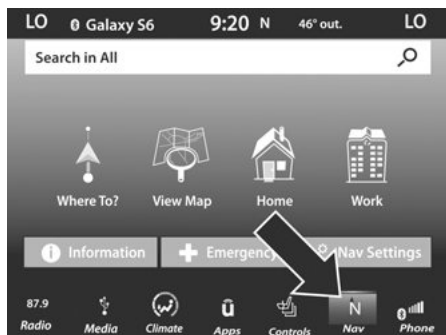 LO Galaxy S6 9:20 N 46° out. LO
Search in All
Where To? View Map Home Work
Information Emergency Nav Settings
87.9 N
Radio Media Climate Apps Controls Nav Phone